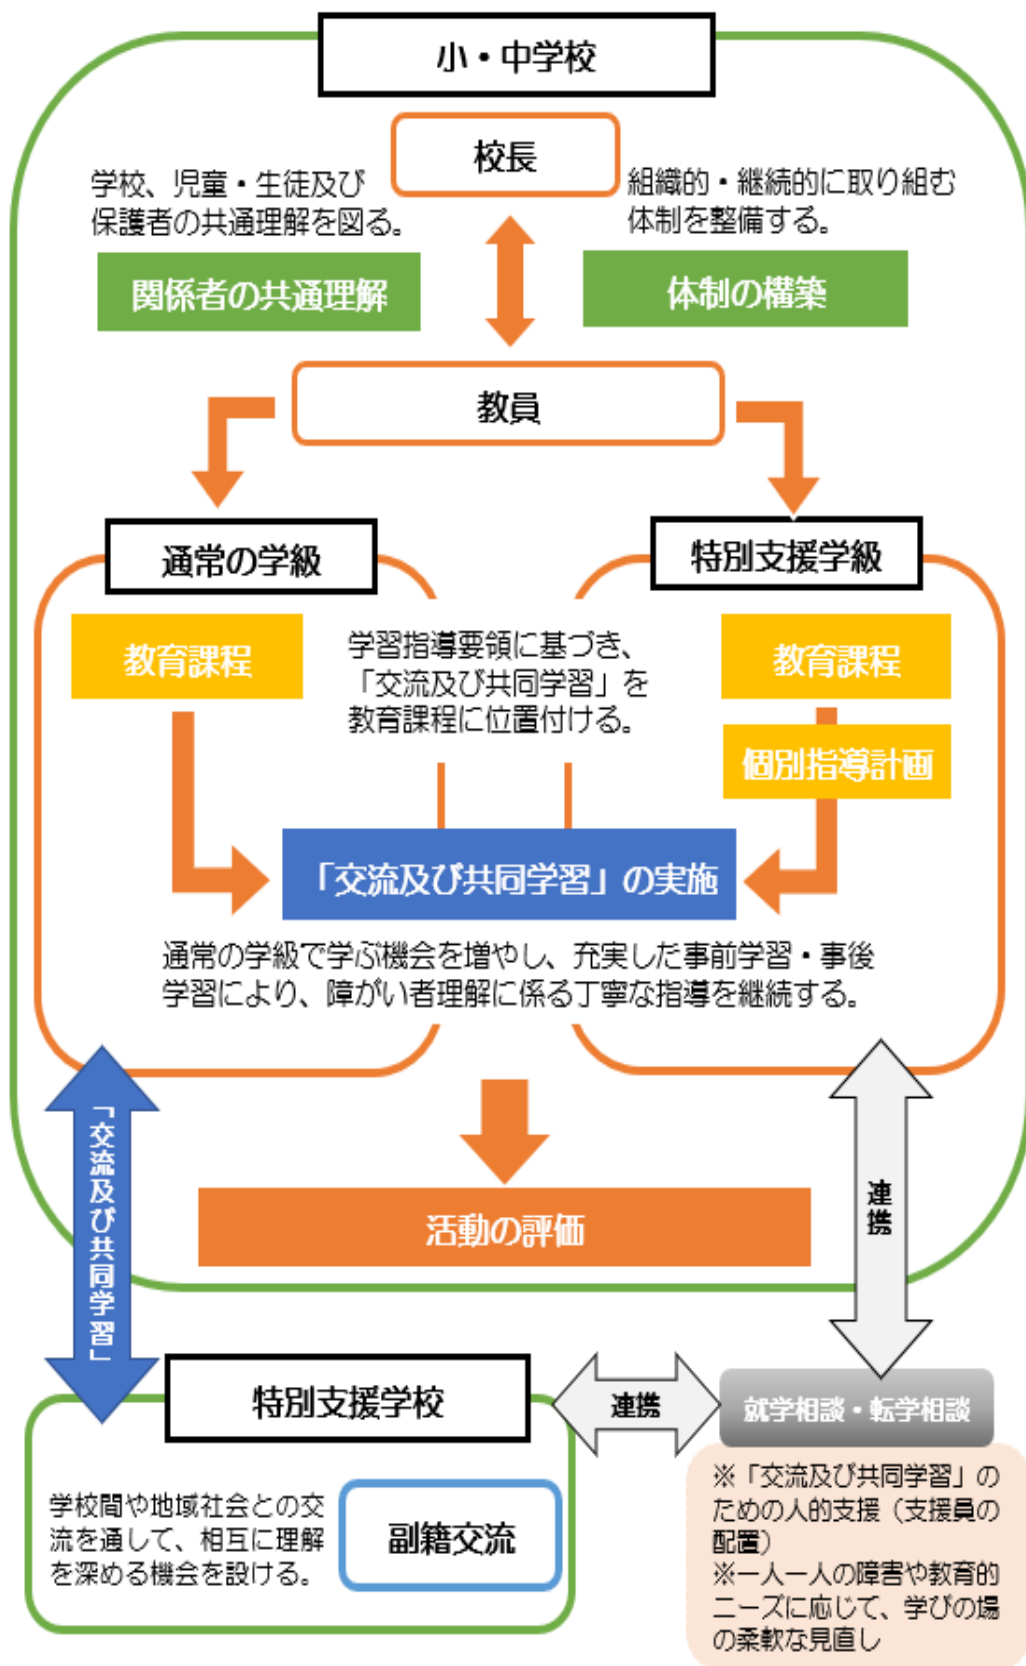 小・中学校
校長
学校、児童・生徒及び
保護者の共通理解を図る。
組織的・継続的に取り組む
体制を整備する。
関係者の共通理解
体制の構築
教員
通常の学級
特別支援学級
教育課程
学習指導要領に基づき、
「交流及び共同学習」を
教育課程に位置付ける。
教育課程
個別指導計画
「交流及び共同学習」の実施
通常の学級で学ぶ機会を増やし、充実した事前学習・事後
学習により、障がい者理解に係る丁寧な指導を継続する。
「交流及び共同学習」
連携
活動の評価
特別支援学校
連携
就学相談・転学相談
学校間や地域社会との交
流を通して、相互に理解
を深める機会を設ける。
副籍交流
※「交流及び共同学習」の
ための人的支援（支援員の
配置）
※一人一人の障害や教育的
ニーズに応じて、学びの場
の柔軟な見直し